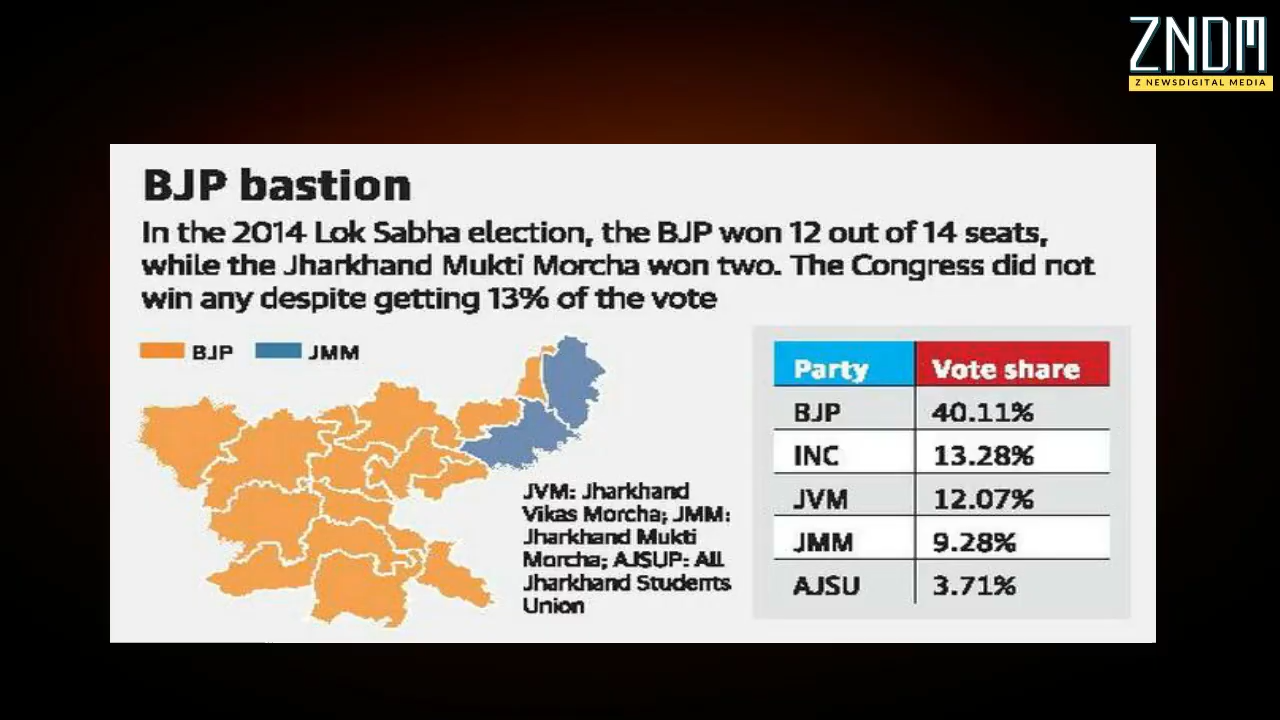 ZNDM
Z NEWSDIGITAL MEDIA
BJP bastion
In the 2014 Lok Sabha election, the BJP won 12 out of 14 seats,
while the Jharkhand Mukti Morcha won two. The Congress did not
win any despite getting 13% of the vote
BJP JMM
JVM: Jharkhand
Vikas Morcha; JMM:
Jharkhand Mukti
Morcha; AJSUP: All
Jharkhand Students
Union
Party Vote share
BJP 40.11%
INC 13.28%
JVM 12.07%
JMM 9.28%
AJSU 3.71%